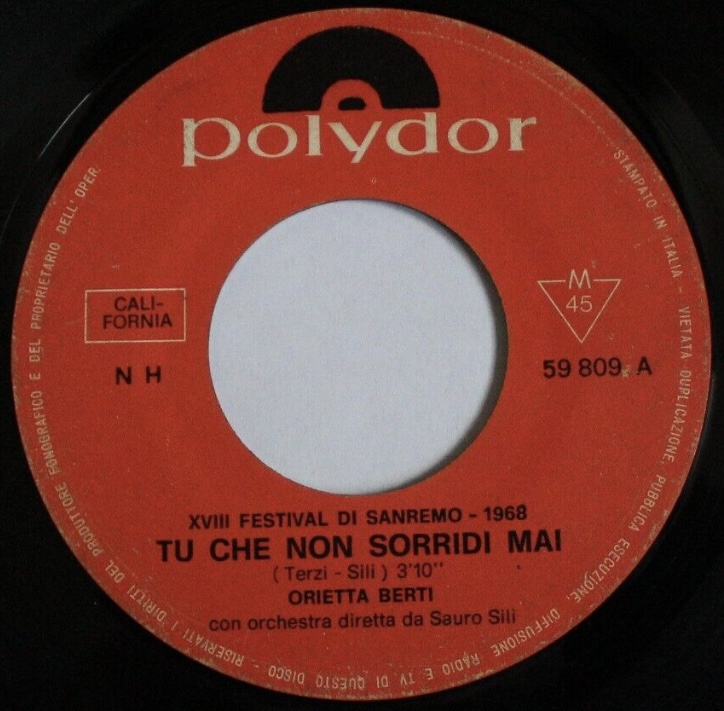 polydor
CALI-
FORNIA
N H
M
45
59 809 A
XVIII FESTIVAL DI SANREMO - 1968
TU CHE NON SORRIDI MAI
( Terzi - Sili ) 3'10''
ORIETTA BERTI
con orchestra diretta da Sauro Sili
RISERVATI I DIRITTI DEL PRODUTTORE FONOGRAFICO E DEL PROPRIETARIO DELL'OPER.
STAMPATO IN ITALIA - VIETATA DUPLICAZIONE, PUBBLICA ESECUZIONE, DIFFUSIONE RADIO E TV DI QUESTO DISCO -